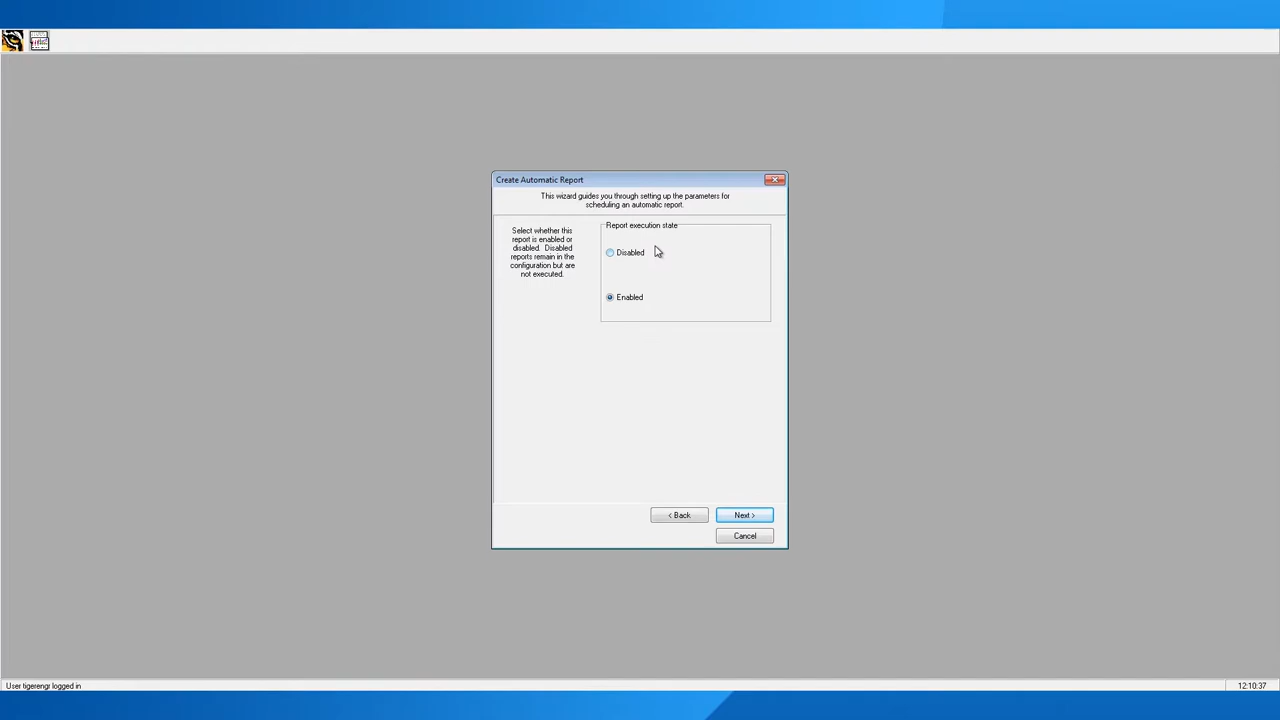 Create Automatic Report
This wizard guides you through setting up the parameters for
scheduling an automatic report.
Select whether this
report is enabled or
disabled. Disabled
reports remain in the
configuration but are
not executed.
Report execution state
Disabled
Enabled
< Back
Next >
Cancel
User tigerengr logged in
12:10:37